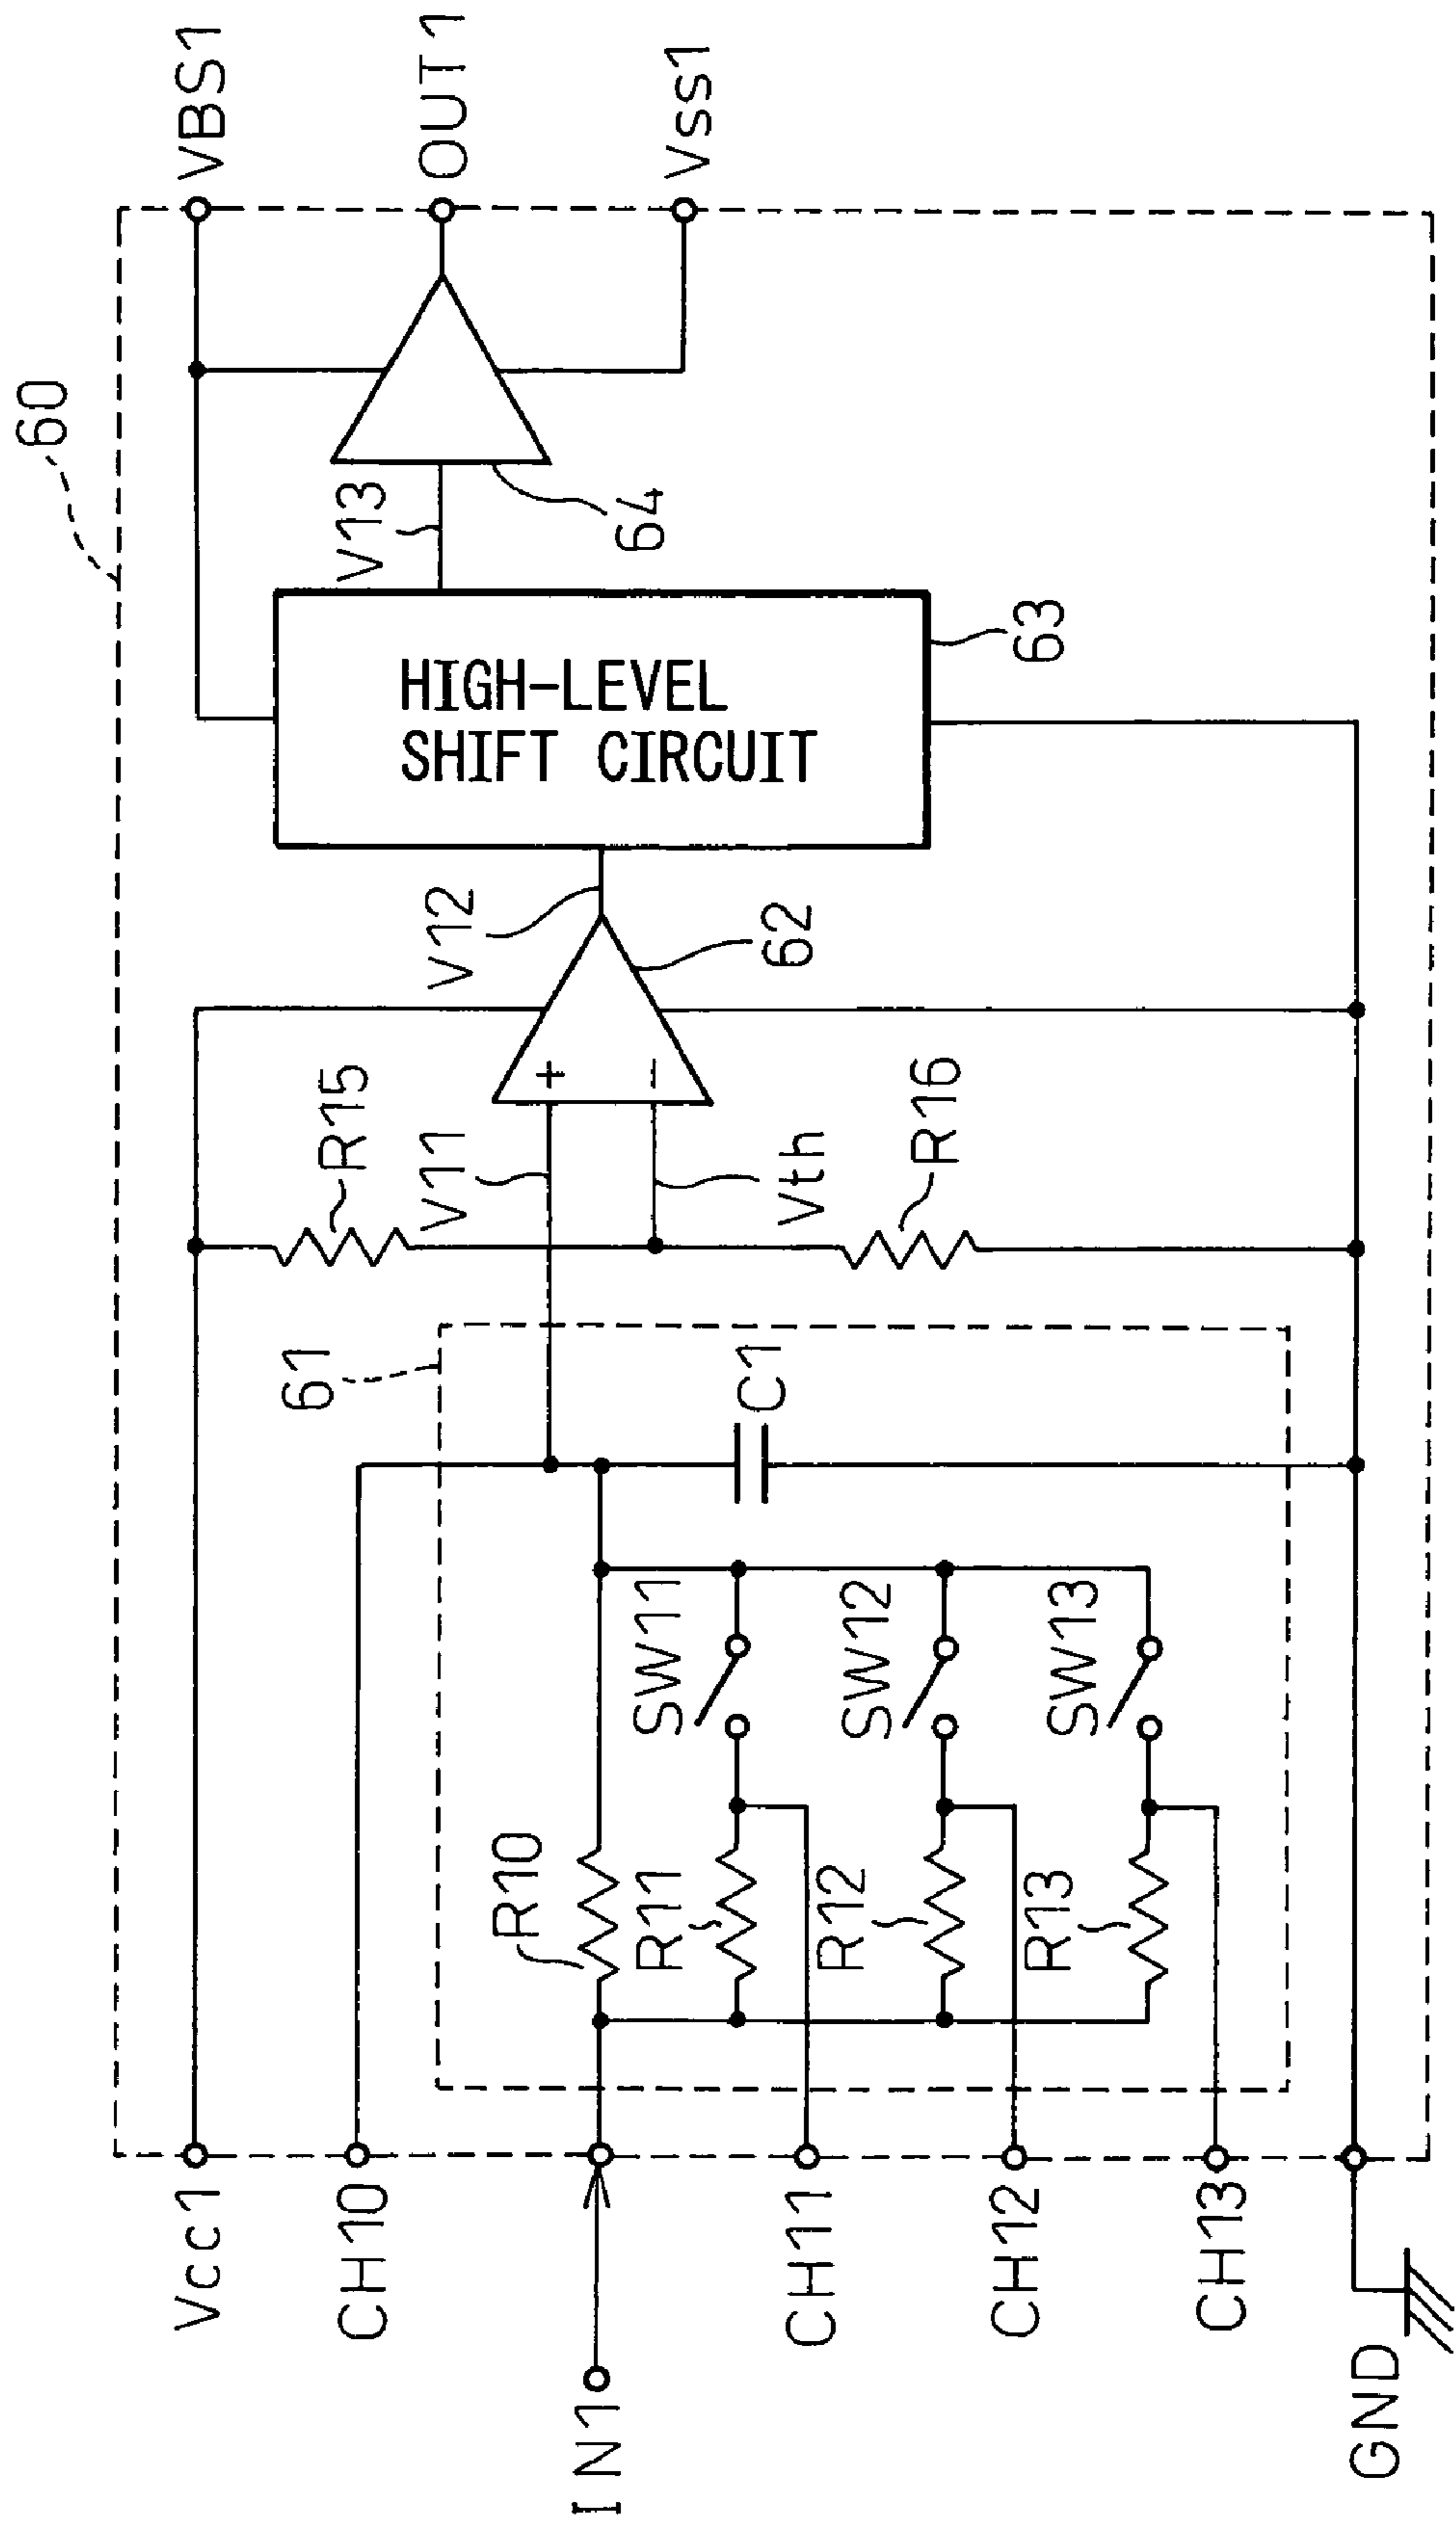 60
VBS1
OUT1
Vss1
V13
64
HIGH-LEVEL
SHIFT CIRCUIT
63
V12
62
+
−
R15
V11
Vth
R16
61
C1
SW11
SW12
SW13
R10
R11
R12
R13
Vcc1
CH10
IN1
CH11
CH12
CH13
GND